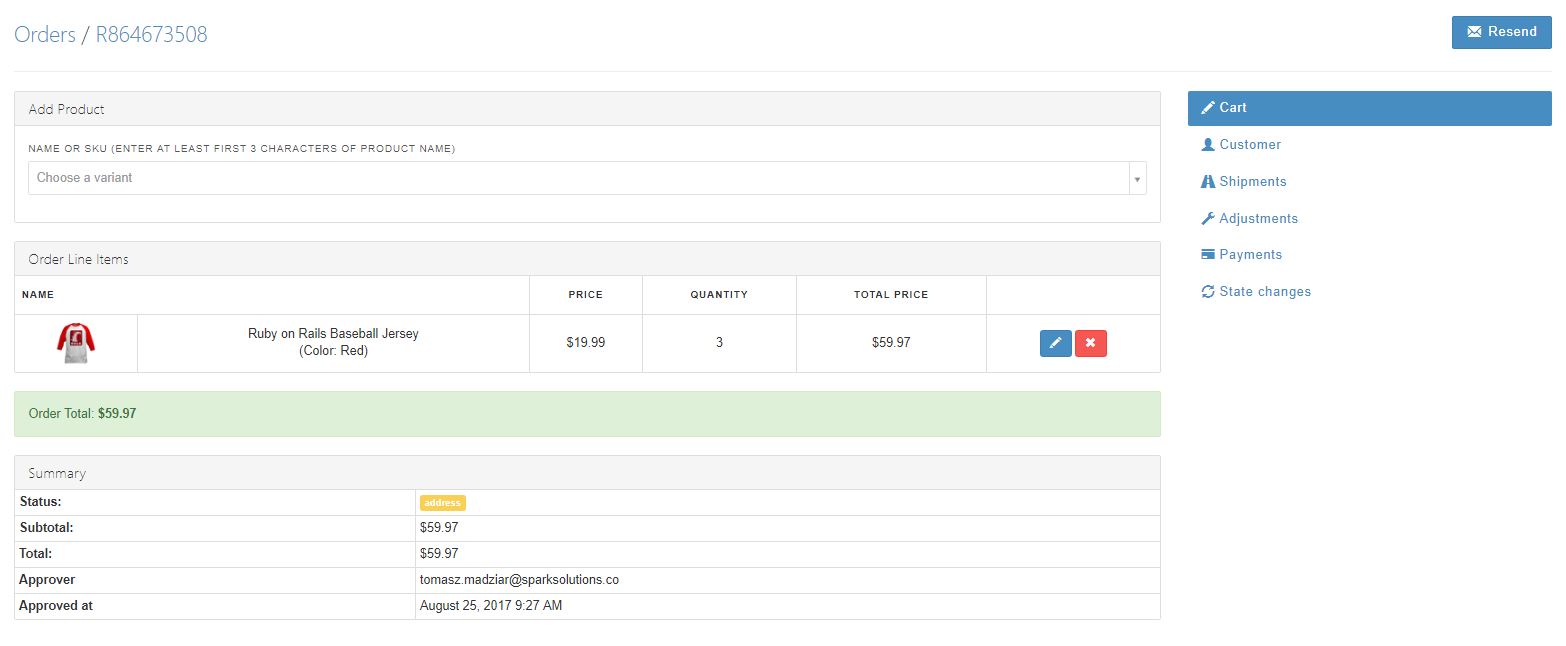 Orders / R864673508
Resend
Add Product
NAME OR SKU (ENTER AT LEAST FIRST 3 CHARACTERS OF PRODUCT NAME)
Choose a variant
Order Line Items
NAME PRICE QUANTITY TOTAL PRICE
Ruby on Rails Baseball Jersey
(Color: Red)
$19.99 3 $59.97
Order Total: $59.97
Summary
Status: address
Subtotal: $59.97
Total: $59.97
Approver tomasz.madziar@sparksolutions.co
Approved at August 25, 2017 9:27 AM
Cart
Customer
Shipments
Adjustments
Payments
State changes